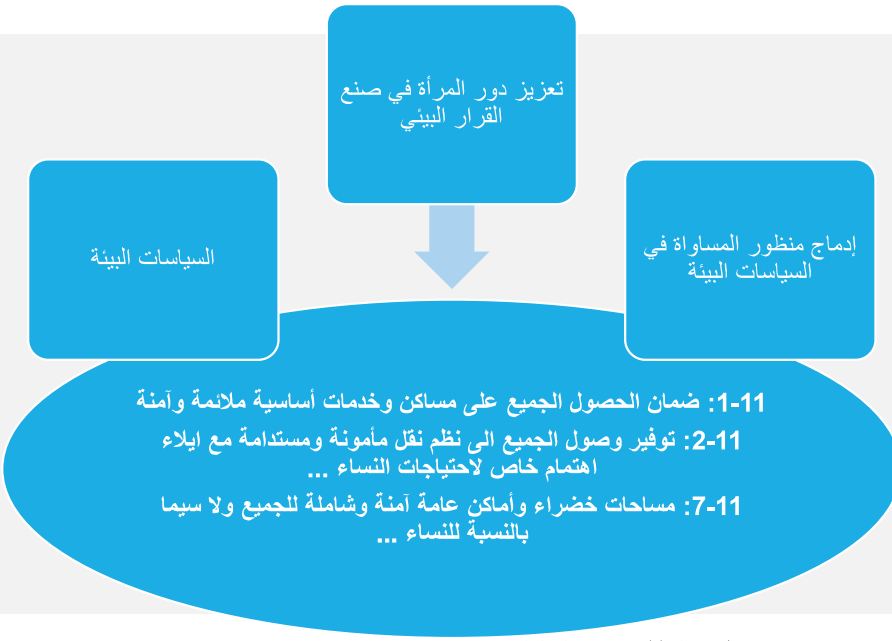 تعزيز دور المرأة في صنع
القرار البيئي
إدماج منظور المساواة في
السياسات البيئة
السياسات البيئة
1-11: ضمان الحصول الجميع على مساكن وخدمات أساسية ملائمة وآمنة
2-11: توفير وصول الجميع الى نظم نقل مأمونة ومستدامة مع ايلاء
اهتمام خاص لاحتياجات النساء ...
7-11: مساحات خضراء وأماكن عامة آمنة وشاملة للجميع ولا سيما
بالنسبة للنساء ...